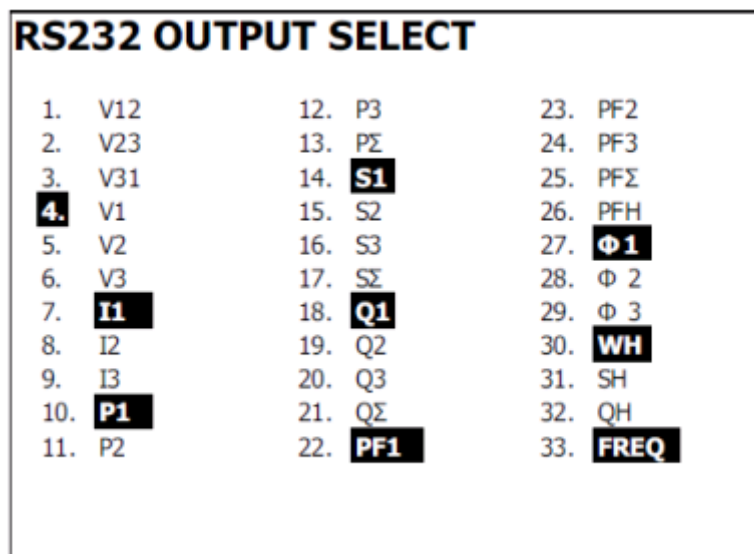 RS232 OUTPUT SELECT
1. V12
2. V23
3. V31
4. V1
5. V2
6. V3
7. I1
8. I2
9. I3
10. P1
11. P2
12. P3
13. PΣ
14. S1
15. S2
16. S3
17. SΣ
18. Q1
19. Q2
20. Q3
21. QΣ
22. PF1
23. PF2
24. PF3
25. PFΣ
26. PFH
27. Φ1
28. Φ 2
29. Φ 3
30. WH
31. SH
32. QH
33. FREQ